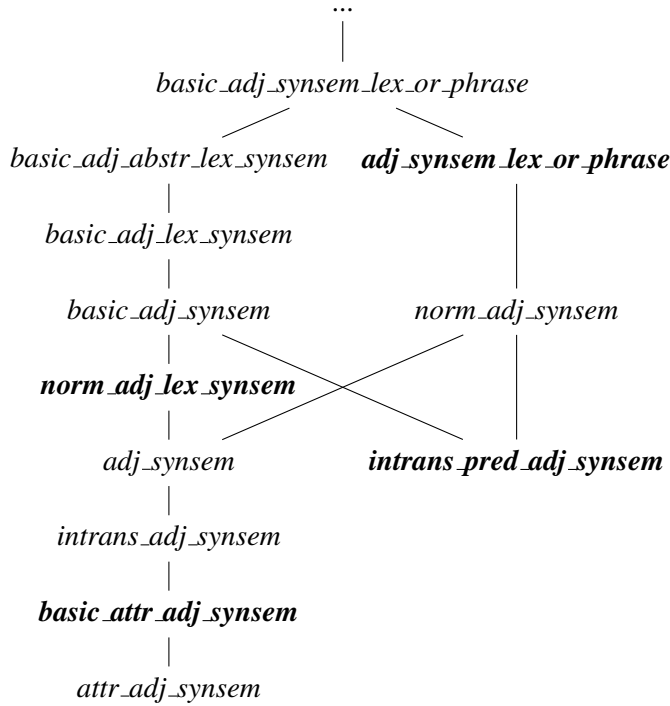 ...
basic_adj_synsem_lex_or_phrase
basic_adj_abstr_lex_synsem adj_synsem_lex_or_phrase
basic_adj_lex_synsem
basic_adj_synsem norm_adj_synsem
norm_adj_lex_synsem
adj_synsem intrans_pred_adj_synsem
intrans_adj_synsem
basic_attr_adj_synsem
attr_adj_synsem